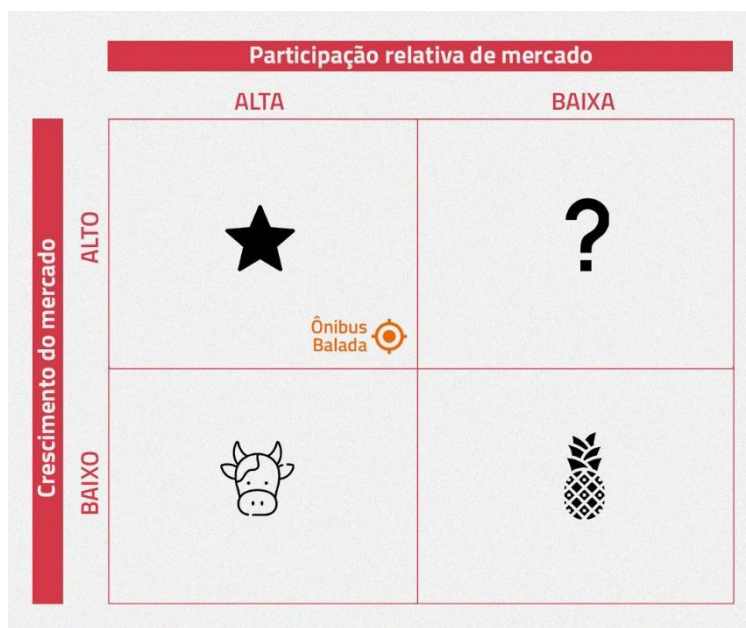 Participação relativa de mercado
ALTA
BAIXA
Crescimento do mercado
ALTO
?
Ônibus
Balada
BAIXO